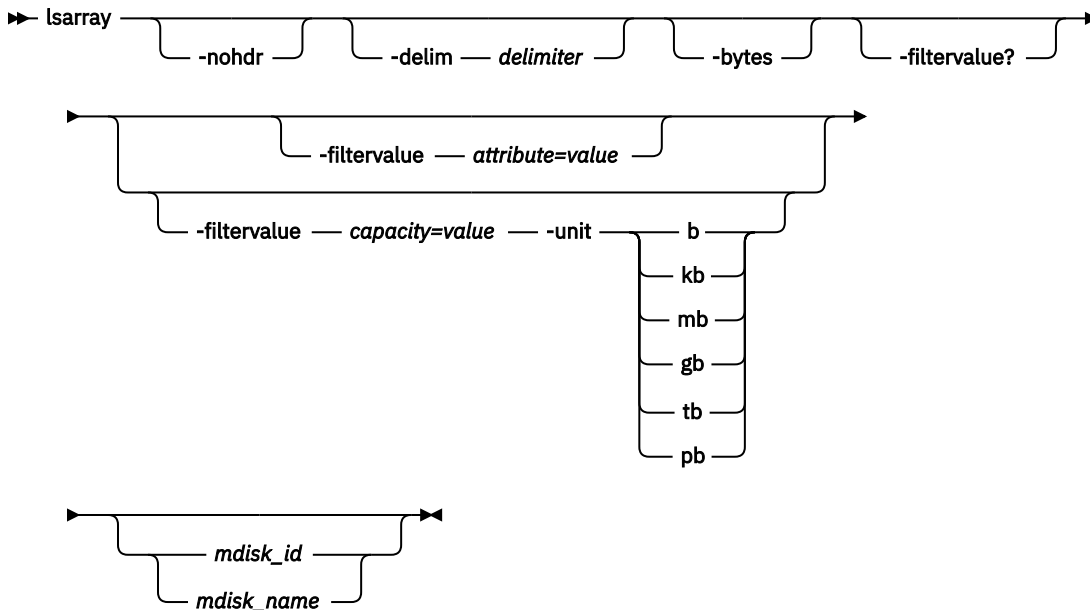 lsarray
-nohdr -delim delimiter -bytes -filtervalue?
-filtervalue attribute=value
-filtervalue capacity=value -unit b
kb
mb
gb
tb
pb
mdisk_id
mdisk_name